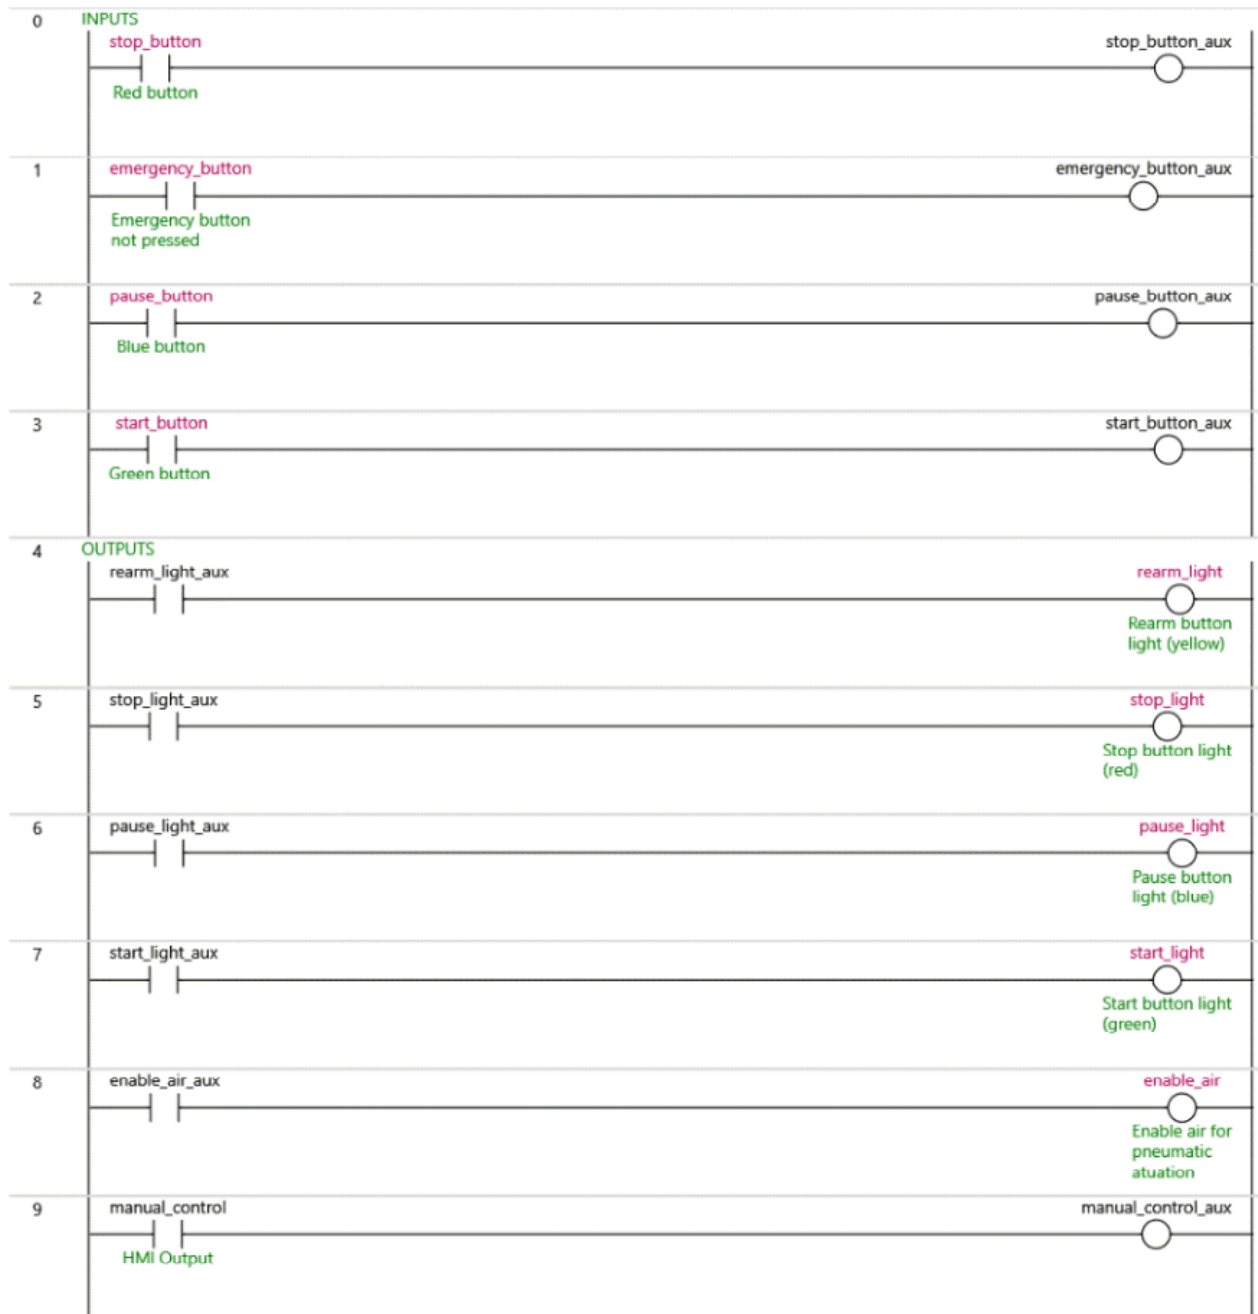 0 INPUTS
stop_button stop_button_aux
Red button
1 emergency_button emergency_button_aux
Emergency button
not pressed
2 pause_button pause_button_aux
Blue button
3 start_button start_button_aux
Green button
4 OUTPUTS
rearm_light_aux rearm_light
Rearm button
light (yellow)
5 stop_light_aux stop_light
Stop button light
(red)
6 pause_light_aux pause_light
Pause button
light (blue)
7 start_light_aux start_light
Start button light
(green)
8 enable_air_aux enable_air
Enable air for
pneumatic
atuation
9 manual_control manual_control_aux
HMI Output